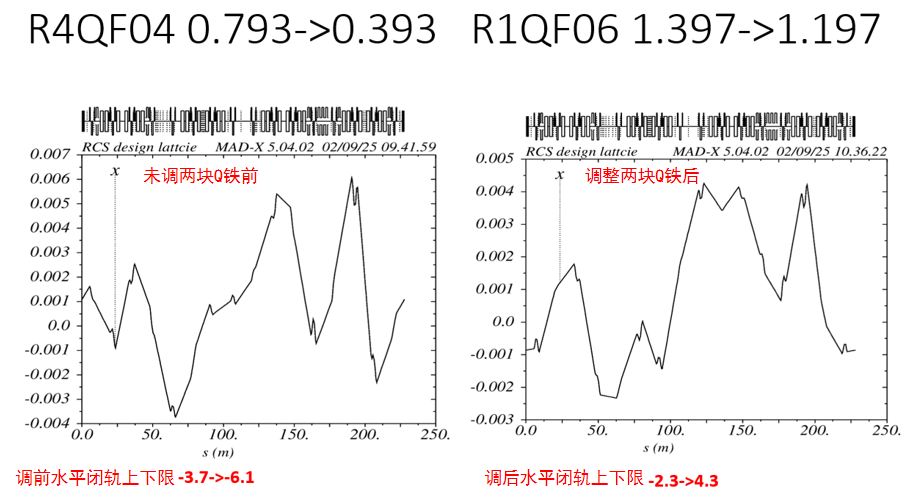 R4QF04 0.793->0.393
R1QF06 1.397->1.197
RCS design lattcie MAD-X 5.04.02 02/09/25 09.41.59
0.007
0.006
0.005
0.004
0.003
0.002
0.001
0.0
-0.001
-0.002
-0.003
-0.004
x
未调两块Q铁前
0.0 50. 100. 150. 200. 250.
s (m)
调前水平闭轨上下限 -3.7->-6.1
RCS design lattcie MAD-X 5.04.02 02/09/25 10.36.22
0.005
0.004
0.003
0.002
0.001
0.0
-0.001
-0.002
-0.003
x
调整两块Q铁后
0.0 50. 100. 150. 200. 250.
s (m)
调后水平闭轨上下限 -2.3->4.3